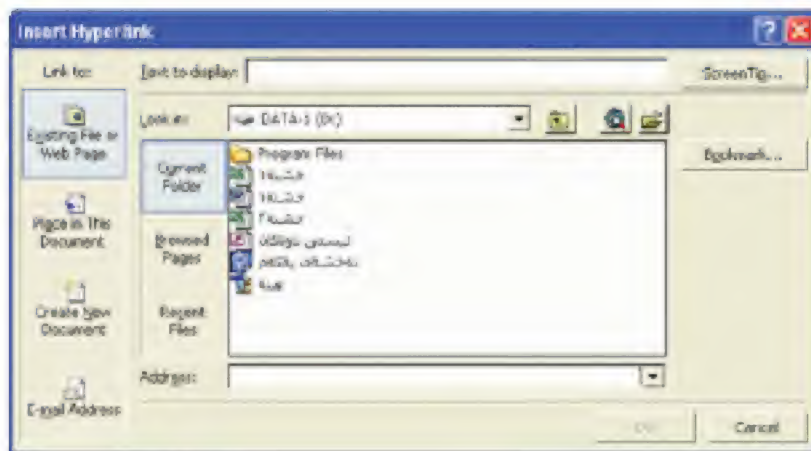 Insert Hyperlink
Link to:
Text to display:
ScreenTip...
Existing File or
Web Page
Look in:
DATA-1 (D:)
Bookmark...
Current
Folder
Program Files
Place in This
Document
Browsed
Pages
Create New
Document
Recent
Files
Address:
E-mail Address
OK
Cancel